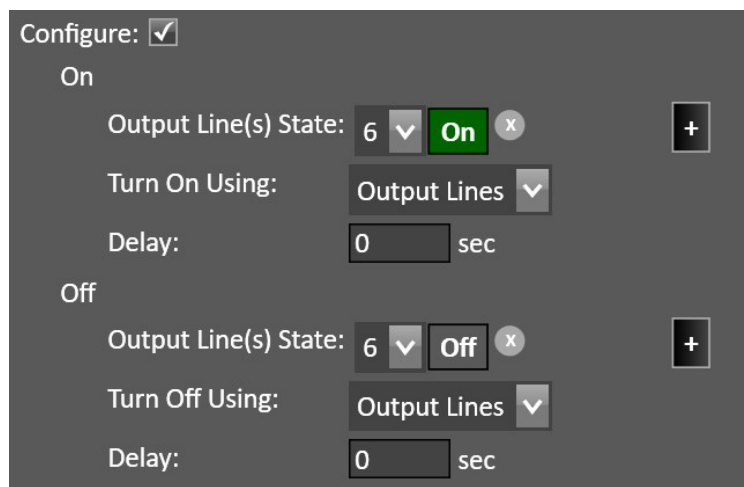 Configure:
On
Output Line(s) State: 6 On x +
Turn On Using: Output Lines
Delay: 0 sec
Off
Output Line(s) State: 6 Off x +
Turn Off Using: Output Lines
Delay: 0 sec